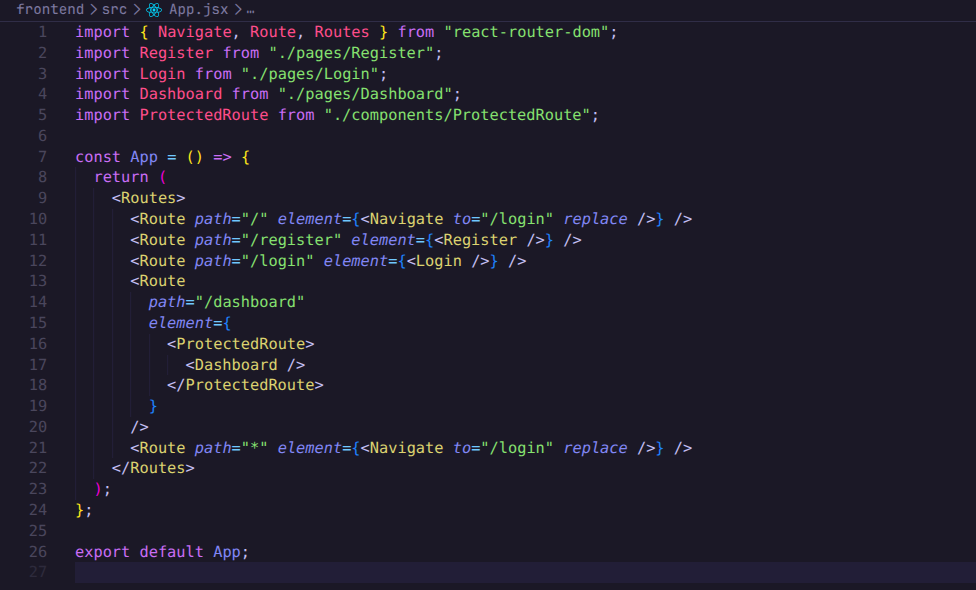 frontend > src > App.jsx > …
1 import { Navigate, Route, Routes } from "react-router-dom";
2 import Register from "./pages/Register";
3 import Login from "./pages/Login";
4 import Dashboard from "./pages/Dashboard";
5 import ProtectedRoute from "./components/ProtectedRoute";
6
7 const App = () => {
8   return (
9     <Routes>
10       <Route path="/" element={<Navigate to="/login" replace />} />
11       <Route path="/register" element={<Register />} />
12       <Route path="/login" element={<Login />} />
13       <Route
14         path="/dashboard"
15         element={
16           <ProtectedRoute>
17             <Dashboard />
18           </ProtectedRoute>
19         }
20       />
21       <Route path="*" element={<Navigate to="/login" replace />} />
22     </Routes>
23   );
24 };
25
26 export default App;
27